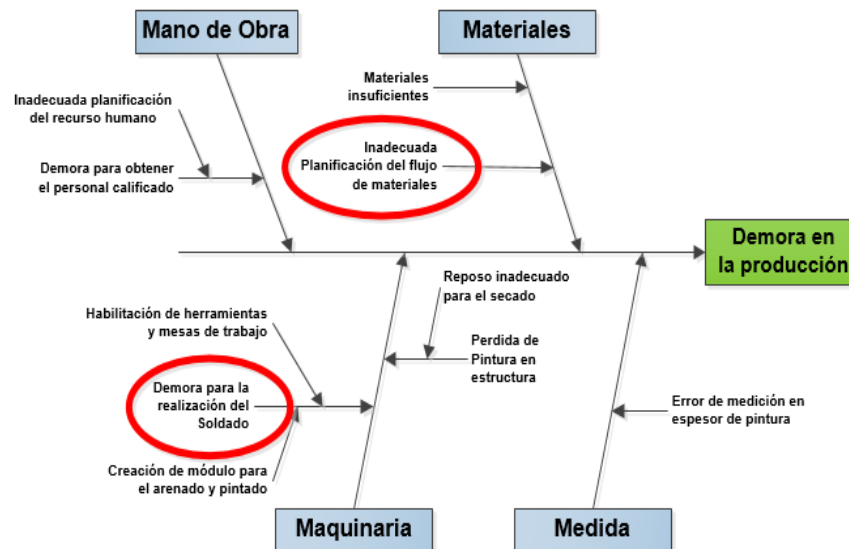 Mano de Obra
Materiales
Materiales
insuficientes
Inadecuada planificación
del recurso humano
Inadecuada
Planificación del flujo
de materiales
Demora para obtener
el personal calificado
Demora en
la producción
Reposo inadecuado
para el secado
Habilitación de herramientas
y mesas de trabajo
Perdida de
Pintura en
estructura
Demora para la
realización del
Soldado
Error de medición en
espesor de pintura
Creación de módulo para
el arenado y pintado
Maquinaria
Medida